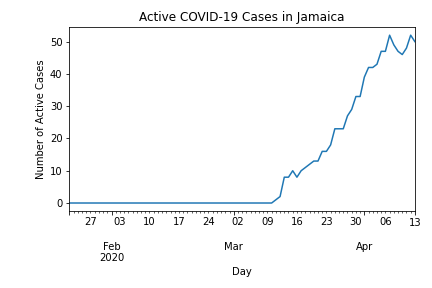 Active COVID-19 Cases in Jamaica
50
40
30
20
10
0
Number of Active Cases
27 03 10 17 24 02 09 16 23 30 06 13
Feb Mar Apr
2020
Day